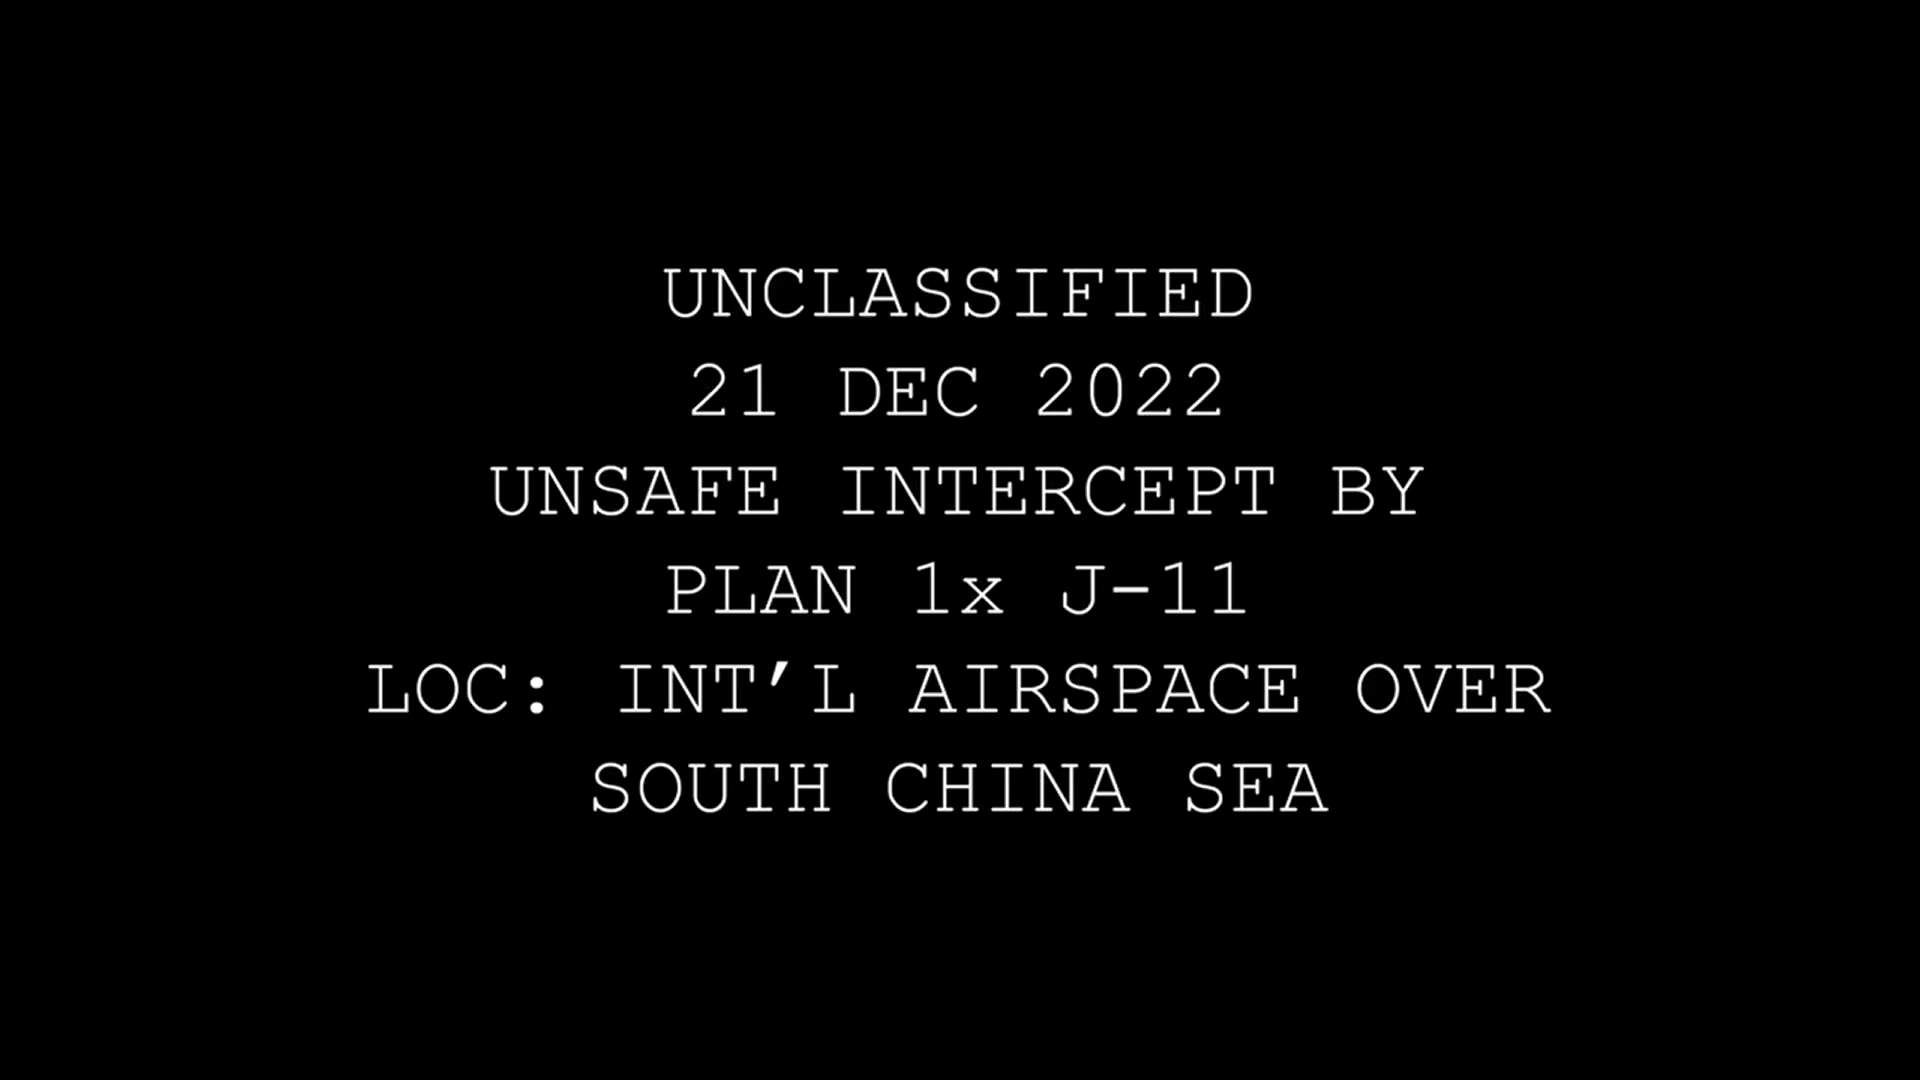 UNCLASSIFIED
21 DEC 2022
UNSAFE INTERCEPT BY
PLAN 1x J-11
LOC: INT’L AIRSPACE OVER
SOUTH CHINA SEA